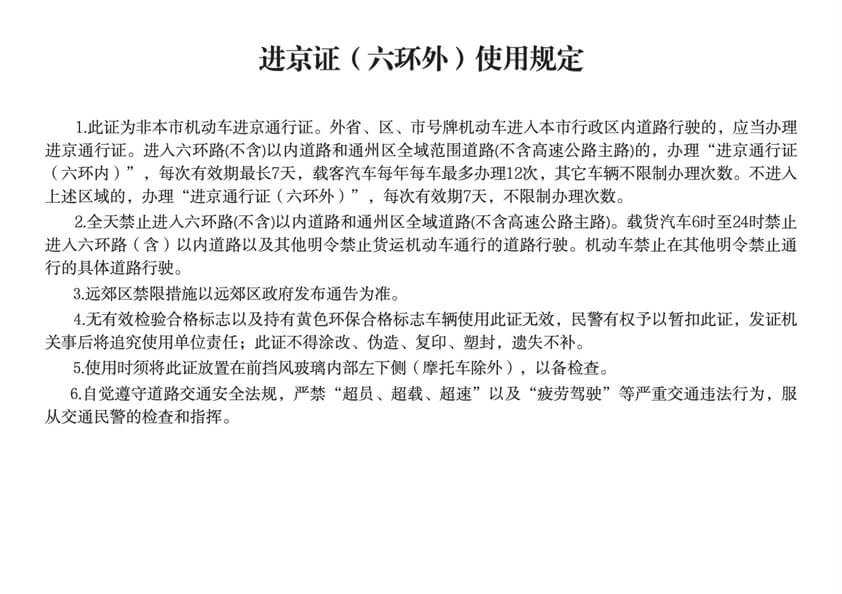 进京证（六环外）使用规定
1.此证为非本市机动车进京通行证。外省、区、市号牌机动车进入本市行政区内道路行驶的，应当办理
进京通行证。进入六环路(不含)以内道路和通州区全域范围道路(不含高速公路主路)的，办理“进京通行证
（六环内）”，每次有效期最长7天，载客汽车每年每车最多办理12次，其它车辆不限制办理次数。不进入
上述区域的，办理“进京通行证（六环外）”，每次有效期7天，不限制办理次数。
2.全天禁止进入六环路(不含)以内道路和通州区全域道路(不含高速公路主路)。载货汽车6时至24时禁止
进入六环路（含）以内道路以及其他明令禁止货运机动车通行的道路行驶。机动车禁止在其他明令禁止通
行的具体道路行驶。
3.远郊区禁限措施以远郊区政府发布通告为准。
4.无有效检验合格标志以及持有黄色环保合格标志车辆使用此证无效，民警有权予以暂扣此证，发证机
关事后将追究使用单位责任；此证不得涂改、伪造、复印、塑封，遗失不补。
5.使用时须将此证放置在前挡风玻璃内部左下侧（摩托车除外），以备检查。
6.自觉遵守道路交通安全法规，严禁“超员、超载、超速”以及“疲劳驾驶”等严重交通违法行为，服
从交通民警的检查和指挥。